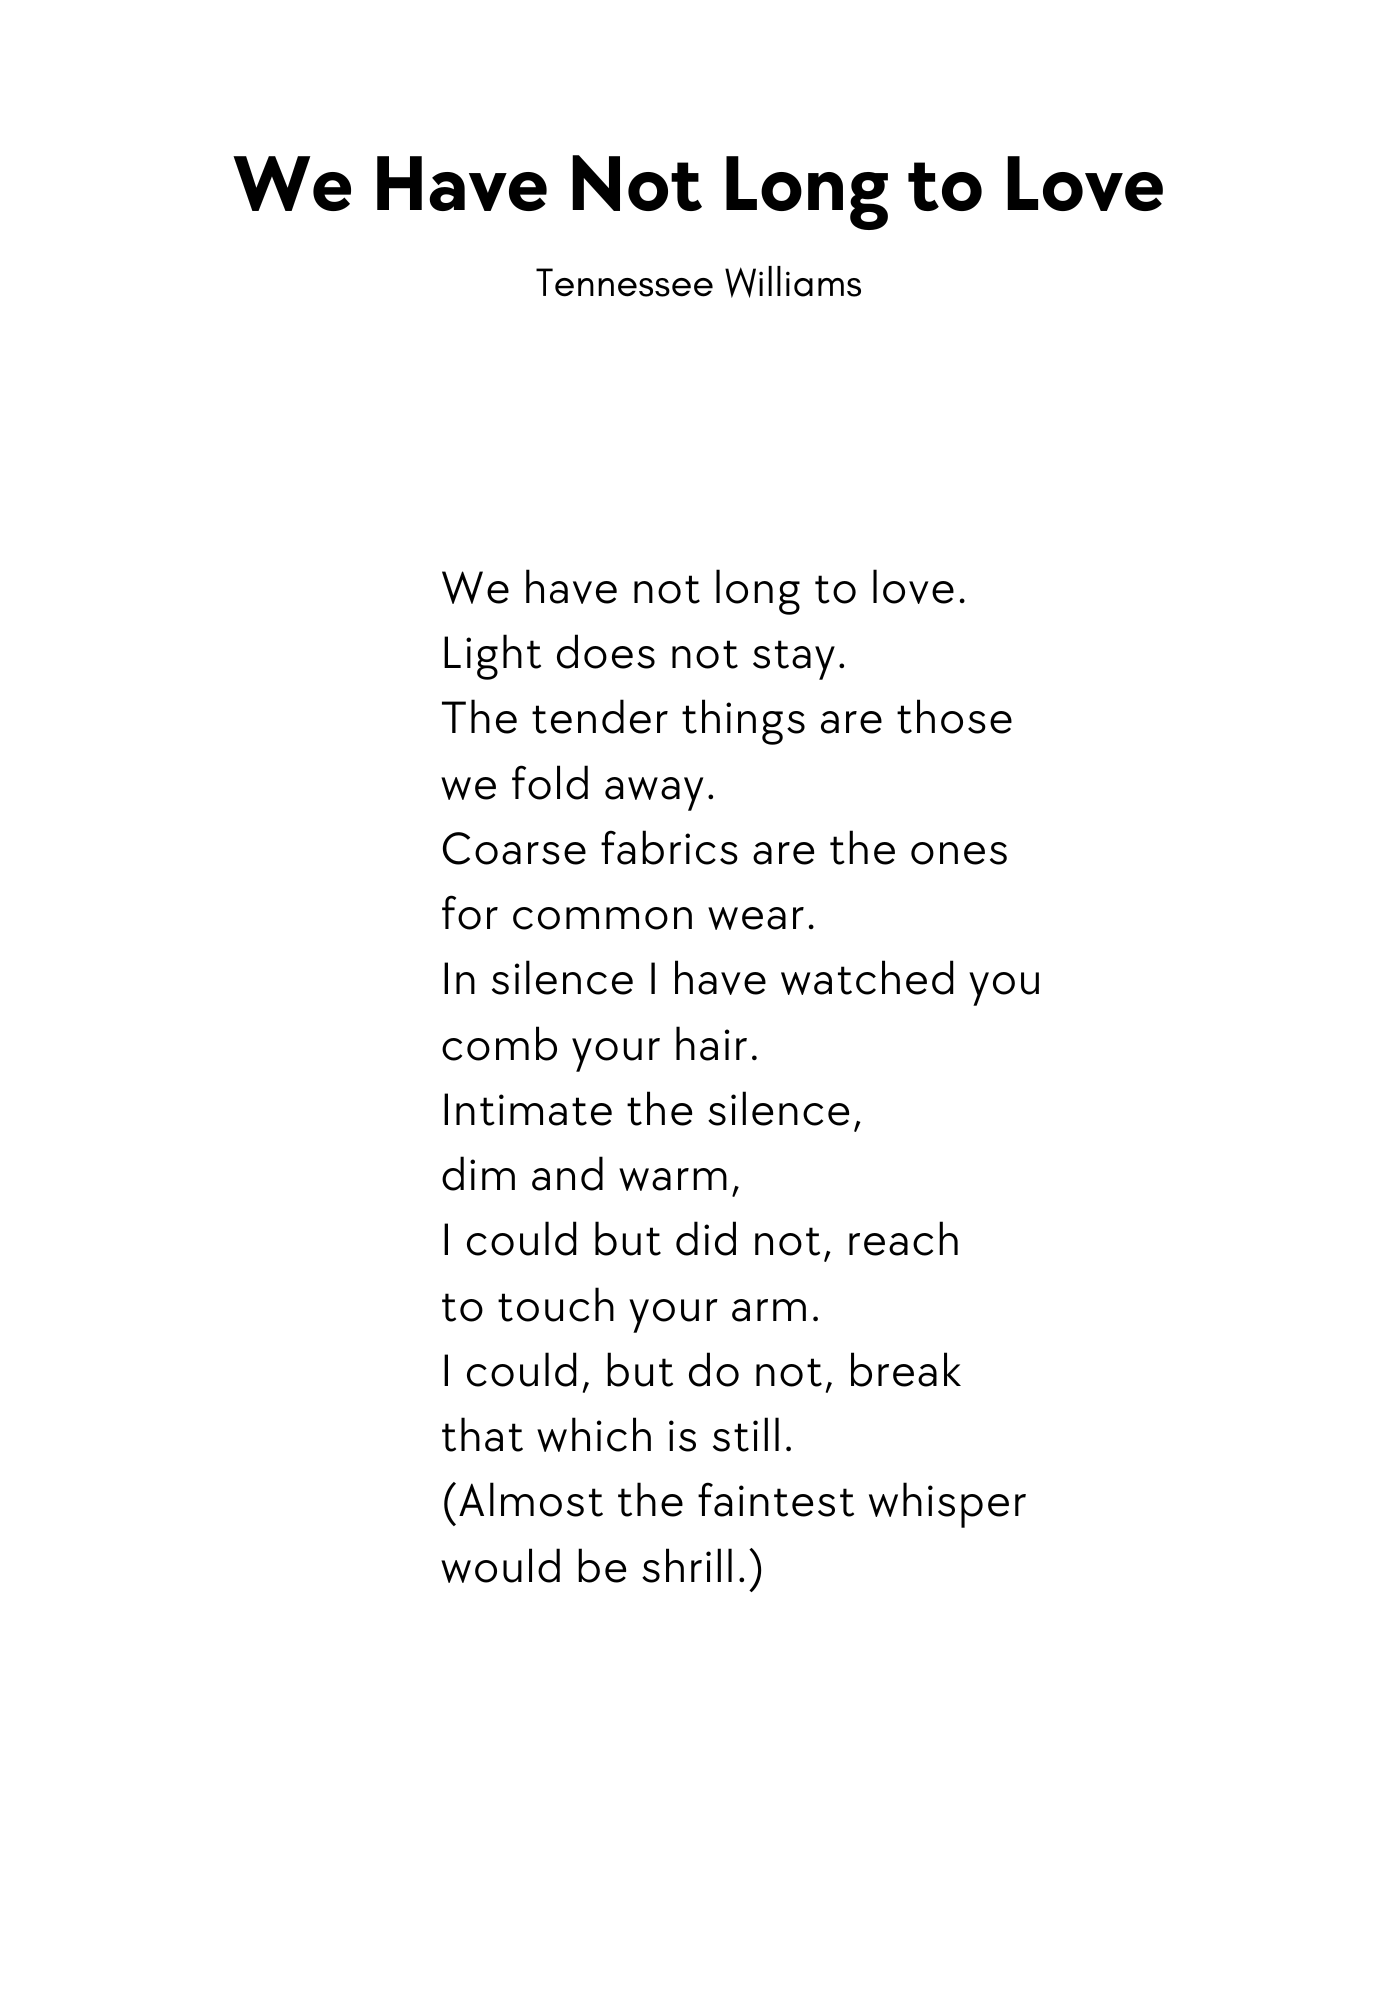 We Have Not Long to Love
Tennessee Williams
We have not long to love.
Light does not stay.
The tender things are those
we fold away.
Coarse fabrics are the ones
for common wear.
In silence I have watched you
comb your hair.
Intimate the silence,
dim and warm,
I could but did not, reach
to touch your arm.
I could, but do not, break
that which is still.
(Almost the faintest whisper
would be shrill.)